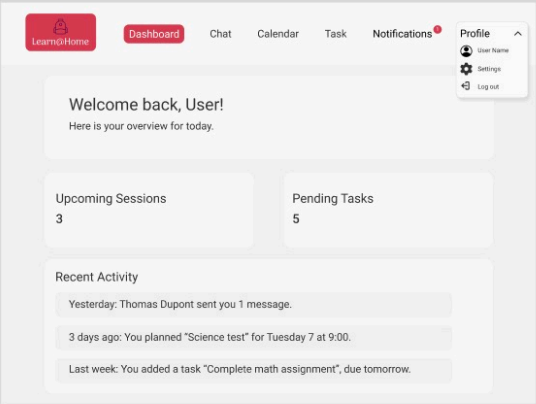 Learn@Home
Dashboard
Chat
Calendar
Task
Notifications
Profile
User Name
Settings
Log out
Welcome back, User!
Here is your overview for today.
Upcoming Sessions
3
Pending Tasks
5
Recent Activity
Yesterday: Thomas Dupont sent you 1 message.
3 days ago: You planned “Science test” for Tuesday 7 at 9:00.
Last week: You added a task “Complete math assignment”, due tomorrow.